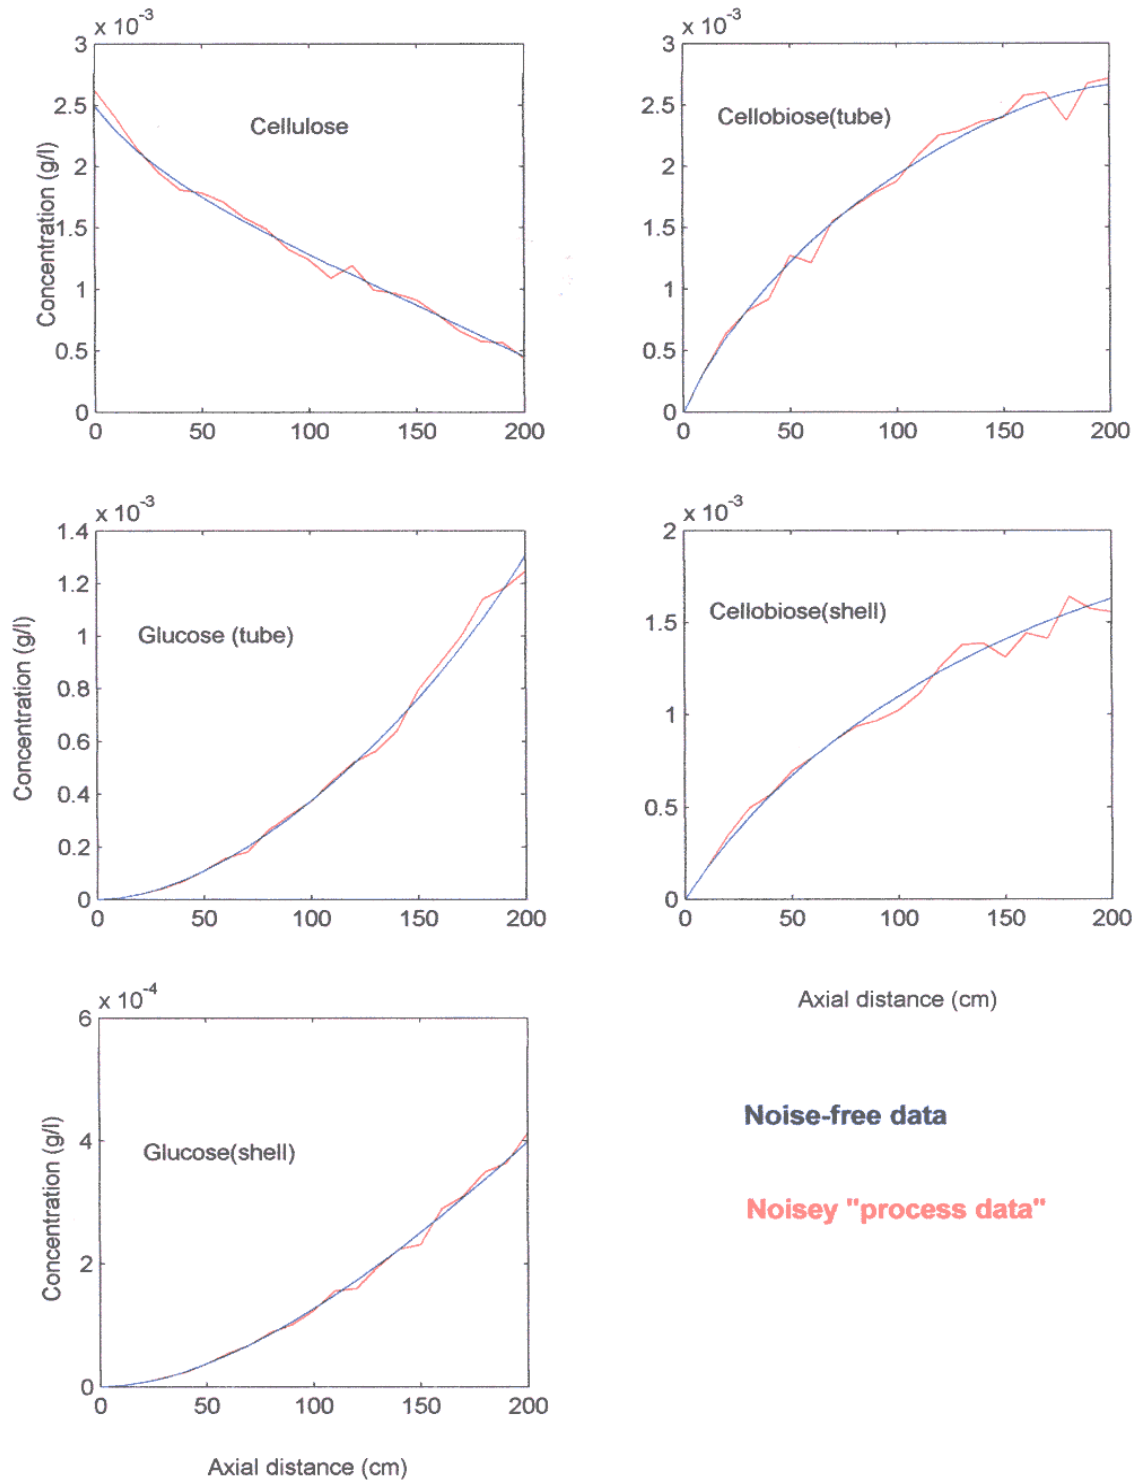 x 10-3
3
2.5
2
1.5
1
0.5
0
Concentration (g/l)
Cellulose
0 50 100 150 200
x 10-3
3
2.5
2
1.5
1
0.5
0
Cellobiose(tube)
0 50 100 150 200
x 10-3
1.4
1.2
1
0.8
0.6
0.4
0.2
0
Concentration (g/l)
Glucose (tube)
0 50 100 150 200
x 10-3
2
1.5
1
0.5
0
Cellobiose(shell)
0 50 100 150 200
Axial distance (cm)
x 10-4
6
4
2
0
Concentration (g/l)
Glucose(shell)
0 50 100 150 200
Axial distance (cm)
Noise-free data
Noisey "process data"